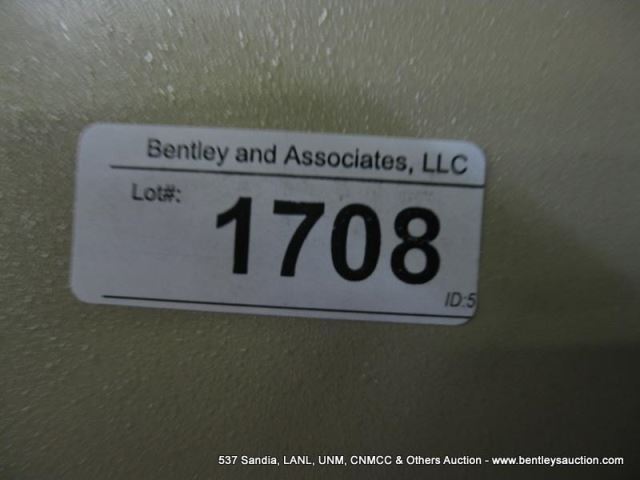 Bentley and Associates, LLC
Lot#:
1708
ID:5
537 Sandia, LANL, UNM, CNMCC & Others Auction - www.bentleysauction.com